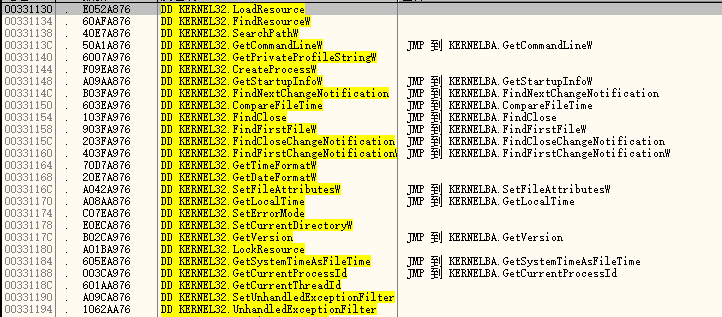 00331130 . E052A876 DD KERNEL32.LoadResource
00331134 . 60AFA876 DD KERNEL32.FindResourceW
00331138 . 40E7A876 DD KERNEL32.SearchPathW
0033113C . 50A1A876 DD KERNEL32.GetCommandLineW JMP 到 KERNELBA.GetCommandLineW
00331140 . 6007A976 DD KERNEL32.GetPrivateProfileStringW
00331144 . F09EA876 DD KERNEL32.CreateProcessW
00331148 . A09AA876 DD KERNEL32.GetStartupInfoW JMP 到 KERNELBA.GetStartupInfoW
0033114C . B03FA976 DD KERNEL32.FindNextChangeNotification JMP 到 KERNELBA.FindNextChangeNotification
00331150 . 603EA976 DD KERNEL32.CompareFileTime JMP 到 KERNELBA.CompareFileTime
00331154 . 103FA976 DD KERNEL32.FindClose JMP 到 KERNELBA.FindClose
00331158 . 903FA976 DD KERNEL32.FindFirstFileW JMP 到 KERNELBA.FindFirstFileW
0033115C . 203FA976 DD KERNEL32.FindCloseChangeNotification JMP 到 KERNELBA.FindCloseChangeNotification
00331160 . 403FA976 DD KERNEL32.FindFirstChangeNotificationW JMP 到 KERNELBA.FindFirstChangeNotificationW
00331164 . 70D7A876 DD KERNEL32.GetTimeFormatW
00331168 . 20E7A876 DD KERNEL32.GetDateFormatW
0033116C . A042A976 DD KERNEL32.SetFileAttributesW JMP 到 KERNELBA.SetFileAttributesW
00331170 . A08AA876 DD KERNEL32.GetLocalTime JMP 到 KERNELBA.GetLocalTime
00331174 . C07EA876 DD KERNEL32.SetErrorMode
00331178 . E0ECA876 DD KERNEL32.SetCurrentDirectoryW
0033117C . B02CA976 DD KERNEL32.GetVersion JMP 到 KERNELBA.GetVersion
00331180 . A01BA976 DD KERNEL32.LockResource
00331184 . 605EA876 DD KERNEL32.GetSystemTimeAsFileTime JMP 到 KERNELBA.GetSystemTimeAsFileTime
00331188 . 003CA976 DD KERNEL32.GetCurrentProcessId JMP 到 KERNELBA.GetCurrentProcessId
0033118C . 601AA876 DD KERNEL32.GetCurrentThreadId
00331190 . A09CA876 DD KERNEL32.SetUnhandledExceptionFilter
00331194 . 1062AA76 DD KERNEL32.UnhandledExceptionFilter